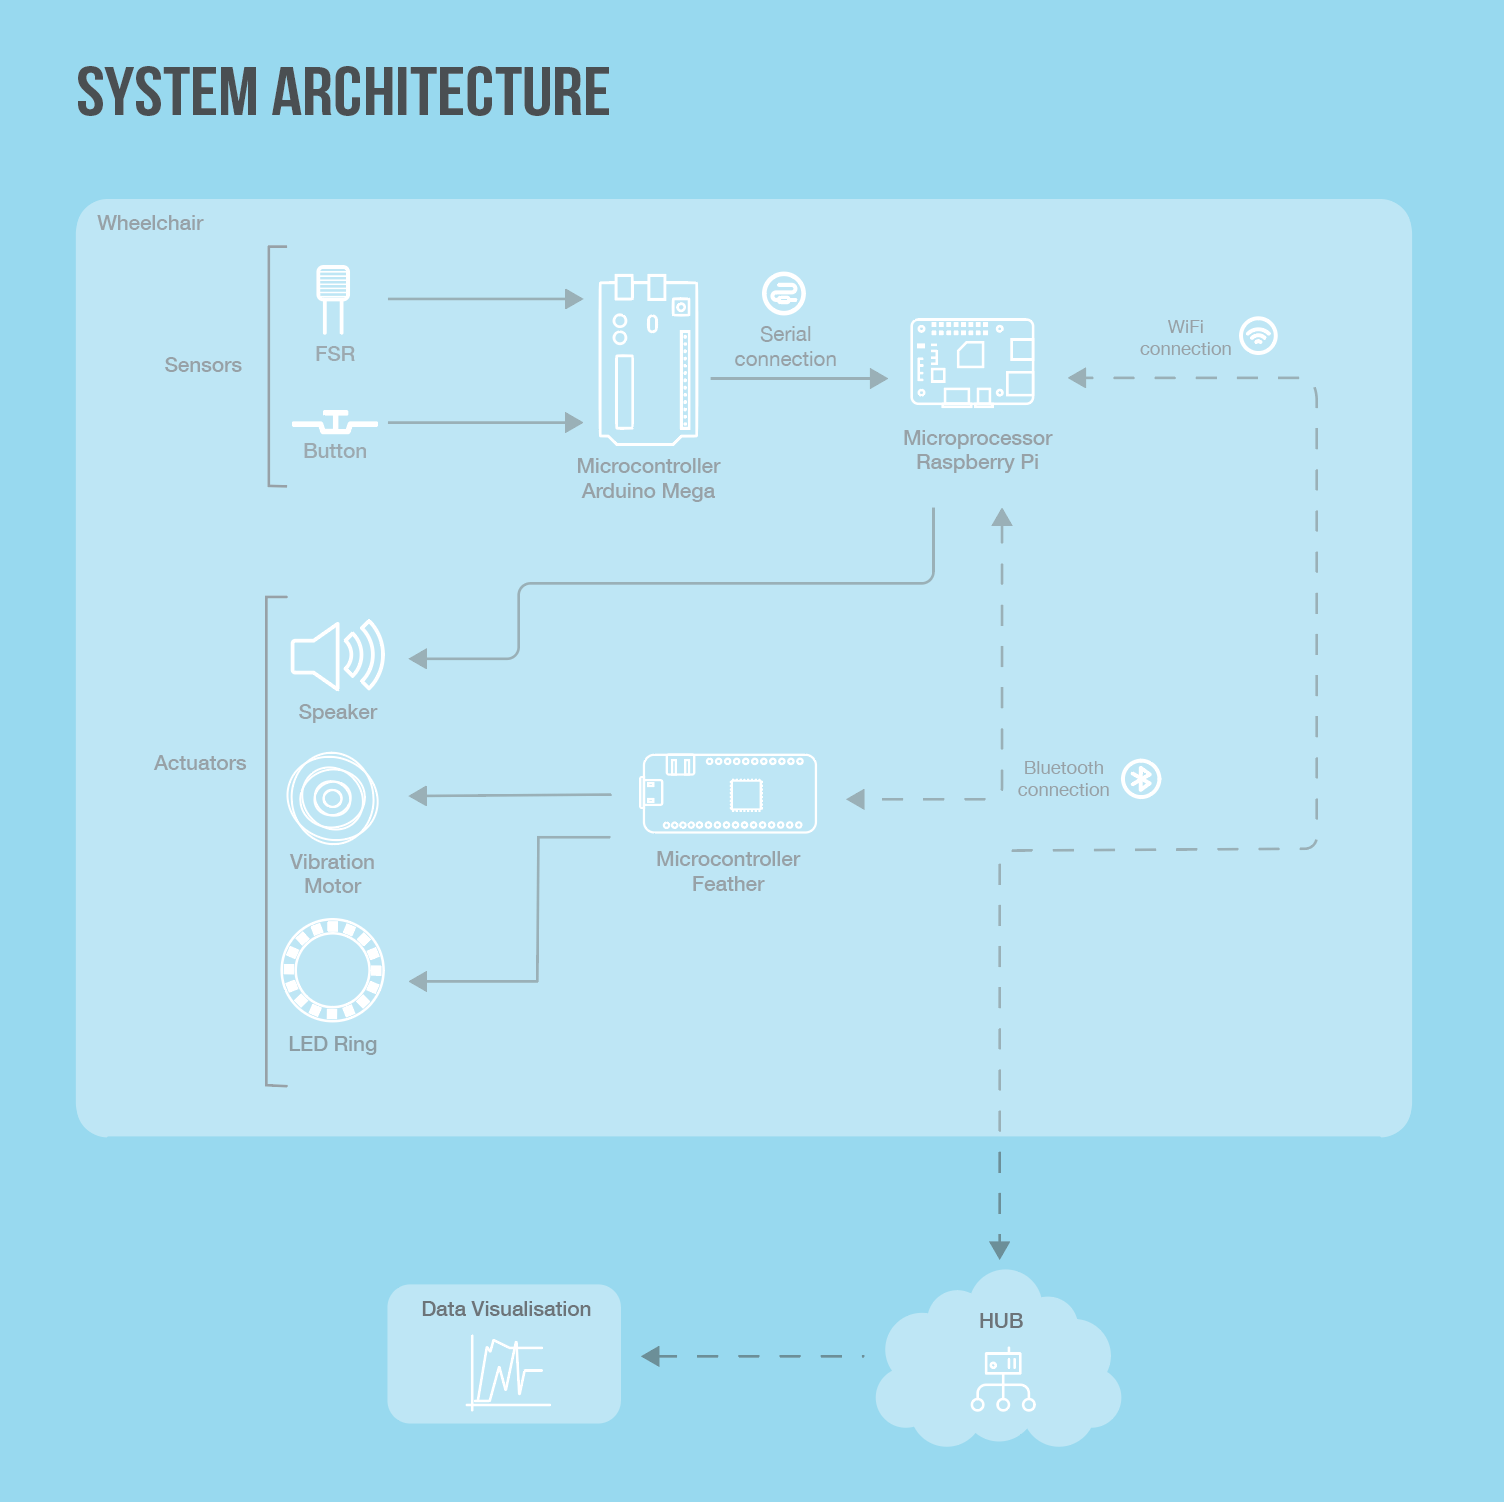 SYSTEM ARCHITECTURE
Wheelchair
Sensors
FSR
Button
Microcontroller
Arduino Mega
Serial
connection
Microprocessor
Raspberry Pi
WiFi
connection
Actuators
Speaker
Vibration
Motor
LED Ring
Microcontroller
Feather
Bluetooth
connection
Data Visualisation
HUB